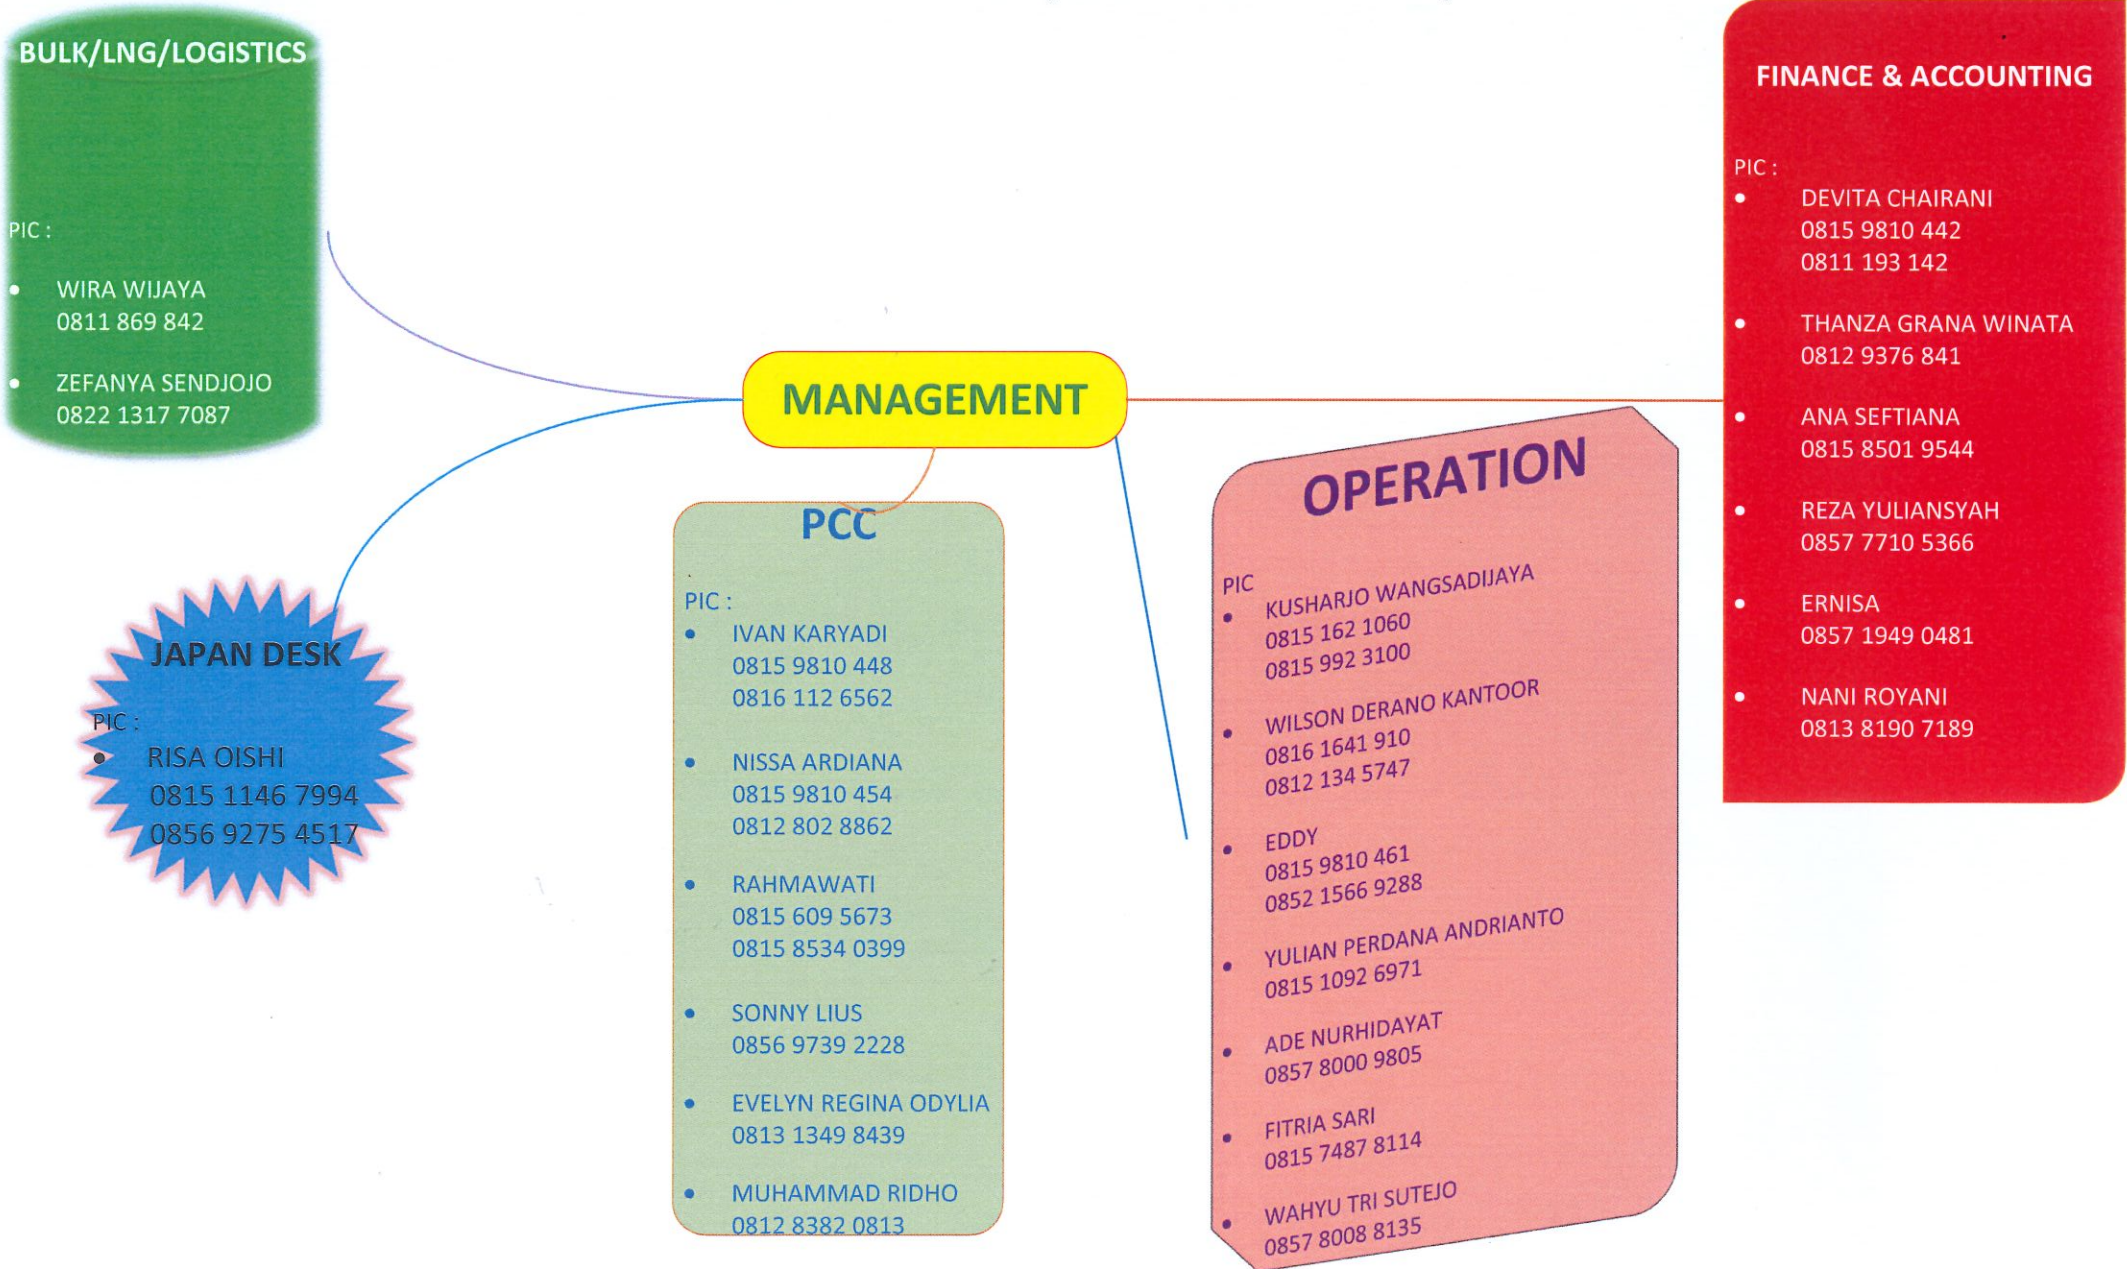 BULK/LNG/LOGISTICS
PIC :
• WIRA WIJAYA
0811 869 842
• ZEFANYA SENDJOJO
0822 1317 7087
JAPAN DESK
PIC :
• RISA OISHI
0815 1146 7994
0856 9275 4517
MANAGEMENT
PCC
PIC :
• IVAN KARYADI
0815 9810 448
0816 112 6562
• NISSA ARDIANA
0815 9810 454
0812 802 8862
• RAHMAWATI
0815 609 5673
0815 8534 0399
• SONNY LIUS
0856 9739 2228
• EVELYN REGINA ODYLIA
0813 1349 8439
• MUHAMMAD RIDHO
0812 8382 0813
OPERATION
PIC
• KUSHARJO WANGSADIJAYA
0815 162 1060
0815 992 3100
• WILSON DERANO KANTOOR
0816 1641 910
0812 134 5747
• EDDY
0815 9810 461
0852 1566 9288
• YULIAN PERDANA ANDRIANTO
0815 1092 6971
• ADE NURHIDAYAT
0857 8000 9805
• FITRIA SARI
0815 7487 8114
• WAHYU TRI SUTEJO
0857 8008 8135
FINANCE & ACCOUNTING
PIC :
• DEVITA CHAIRANI
0815 9810 442
0811 193 142
• THANZA GRANA WINATA
0812 9376 841
• ANA SEFTIANA
0815 8501 9544
• REZA YULIANSYAH
0857 7710 5366
• ERNISA
0857 1949 0481
• NANI ROYANI
0813 8190 7189